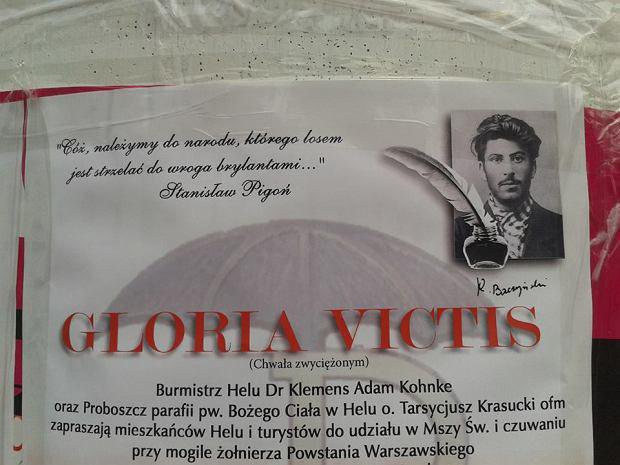 "Cóż, należymy do narodu, którego losem
jest strzelać do wroga brylantami..."
Stanisław Pigoń
K. Baczyński
GLORIA VICTIS
(Chwała zwyciężonym)
Burmistrz Helu Dr Klemens Adam Kohnke
oraz Proboszcz parafii pw. Bożego Ciała w Helu o. Tarsycjusz Krasucki ofm
zapraszają mieszkańców Helu i turystów do udziału w Mszy Św. i czuwaniu
przy mogile żołnierza Powstania Warszawskiego